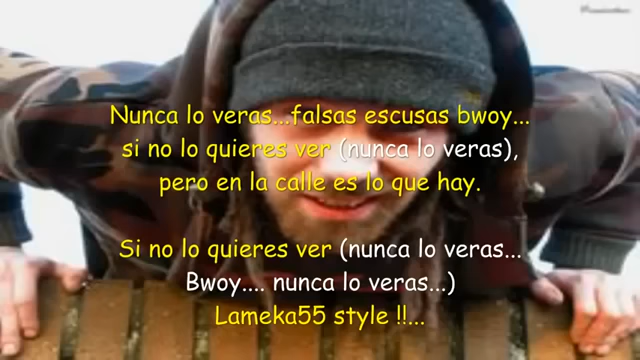 Nunca lo veras...falsas escusas bwoy...
si no lo quieres ver (nunca lo veras),
pero en la calle es lo que hay.
Si no lo quieres ver (nunca lo veras...
Bwoy.... nunca lo veras...)
Lameka55 style !!...